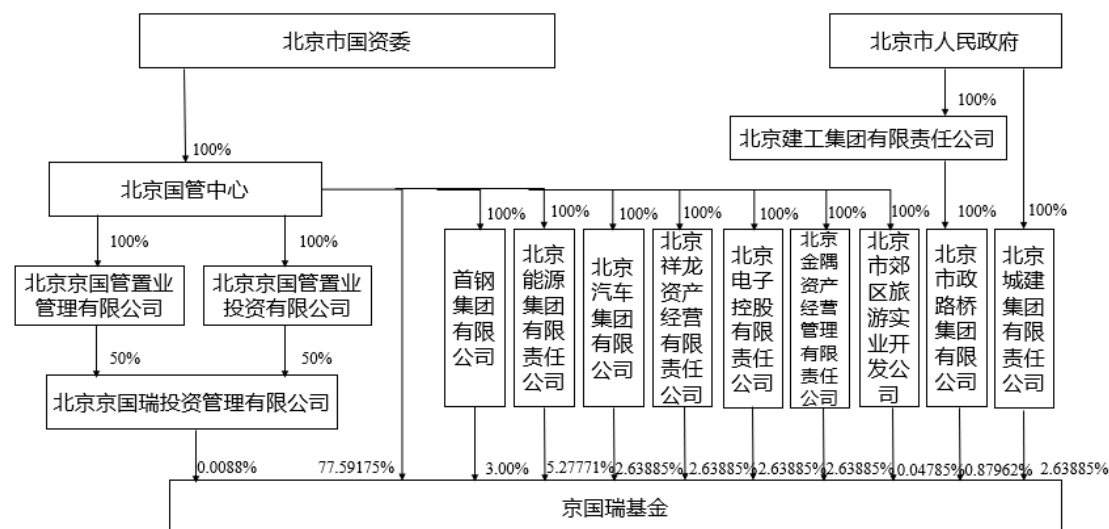 北京市国资委
北京市人民政府
100%
北京建工集团有限责任公司
100%
北京国管中心
100%
100%
100%
100%
100%
100%
100%
100%
100%
100%
100%
100%
北京京国管置业
管理有限公司
北京京国管置业
投资有限公司
首钢
集团
有限
公司
北京
能源
集团
有限
责任
公司
北京
汽车
集团
有限
公司
北京
祥龙
资产
经营
有限
责任
公司
北京
电子
控股
有限
责任
公司
北京
金隅
资产
经营
管理
有限
责任
公司
北京
市郊
区旅
游实
业开
发公
司
北京
市政
路桥
集团
有限
公司
北京
城建
集团
有限
责任
公司
50%
50%
北京京国瑞投资管理有限公司
0.0088%
77.59175%
3.00%
5.27771%
2.63885%
2.63885%
2.63885%
2.63885%
0.04785%
0.87962%
2.63885%
京国瑞基金